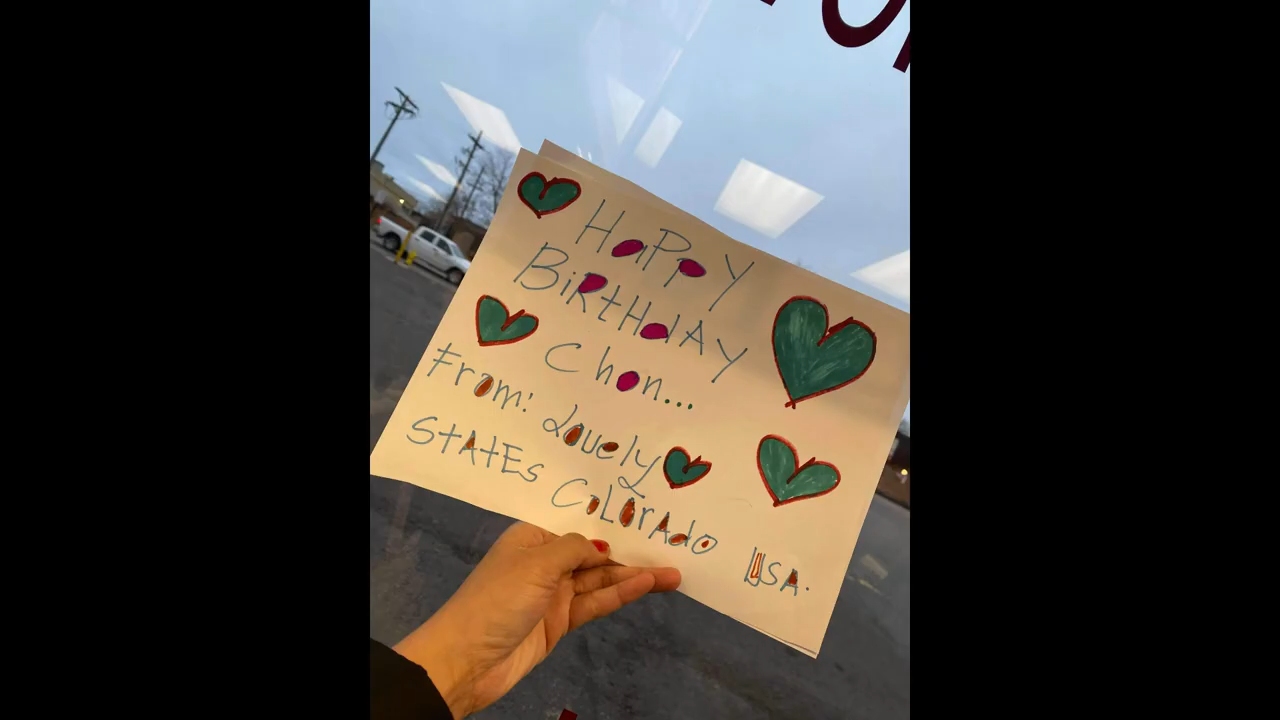 HaPPY
BiRtHdAY
Chon...
From: Lovely
StAtEs ColorAdo USA.